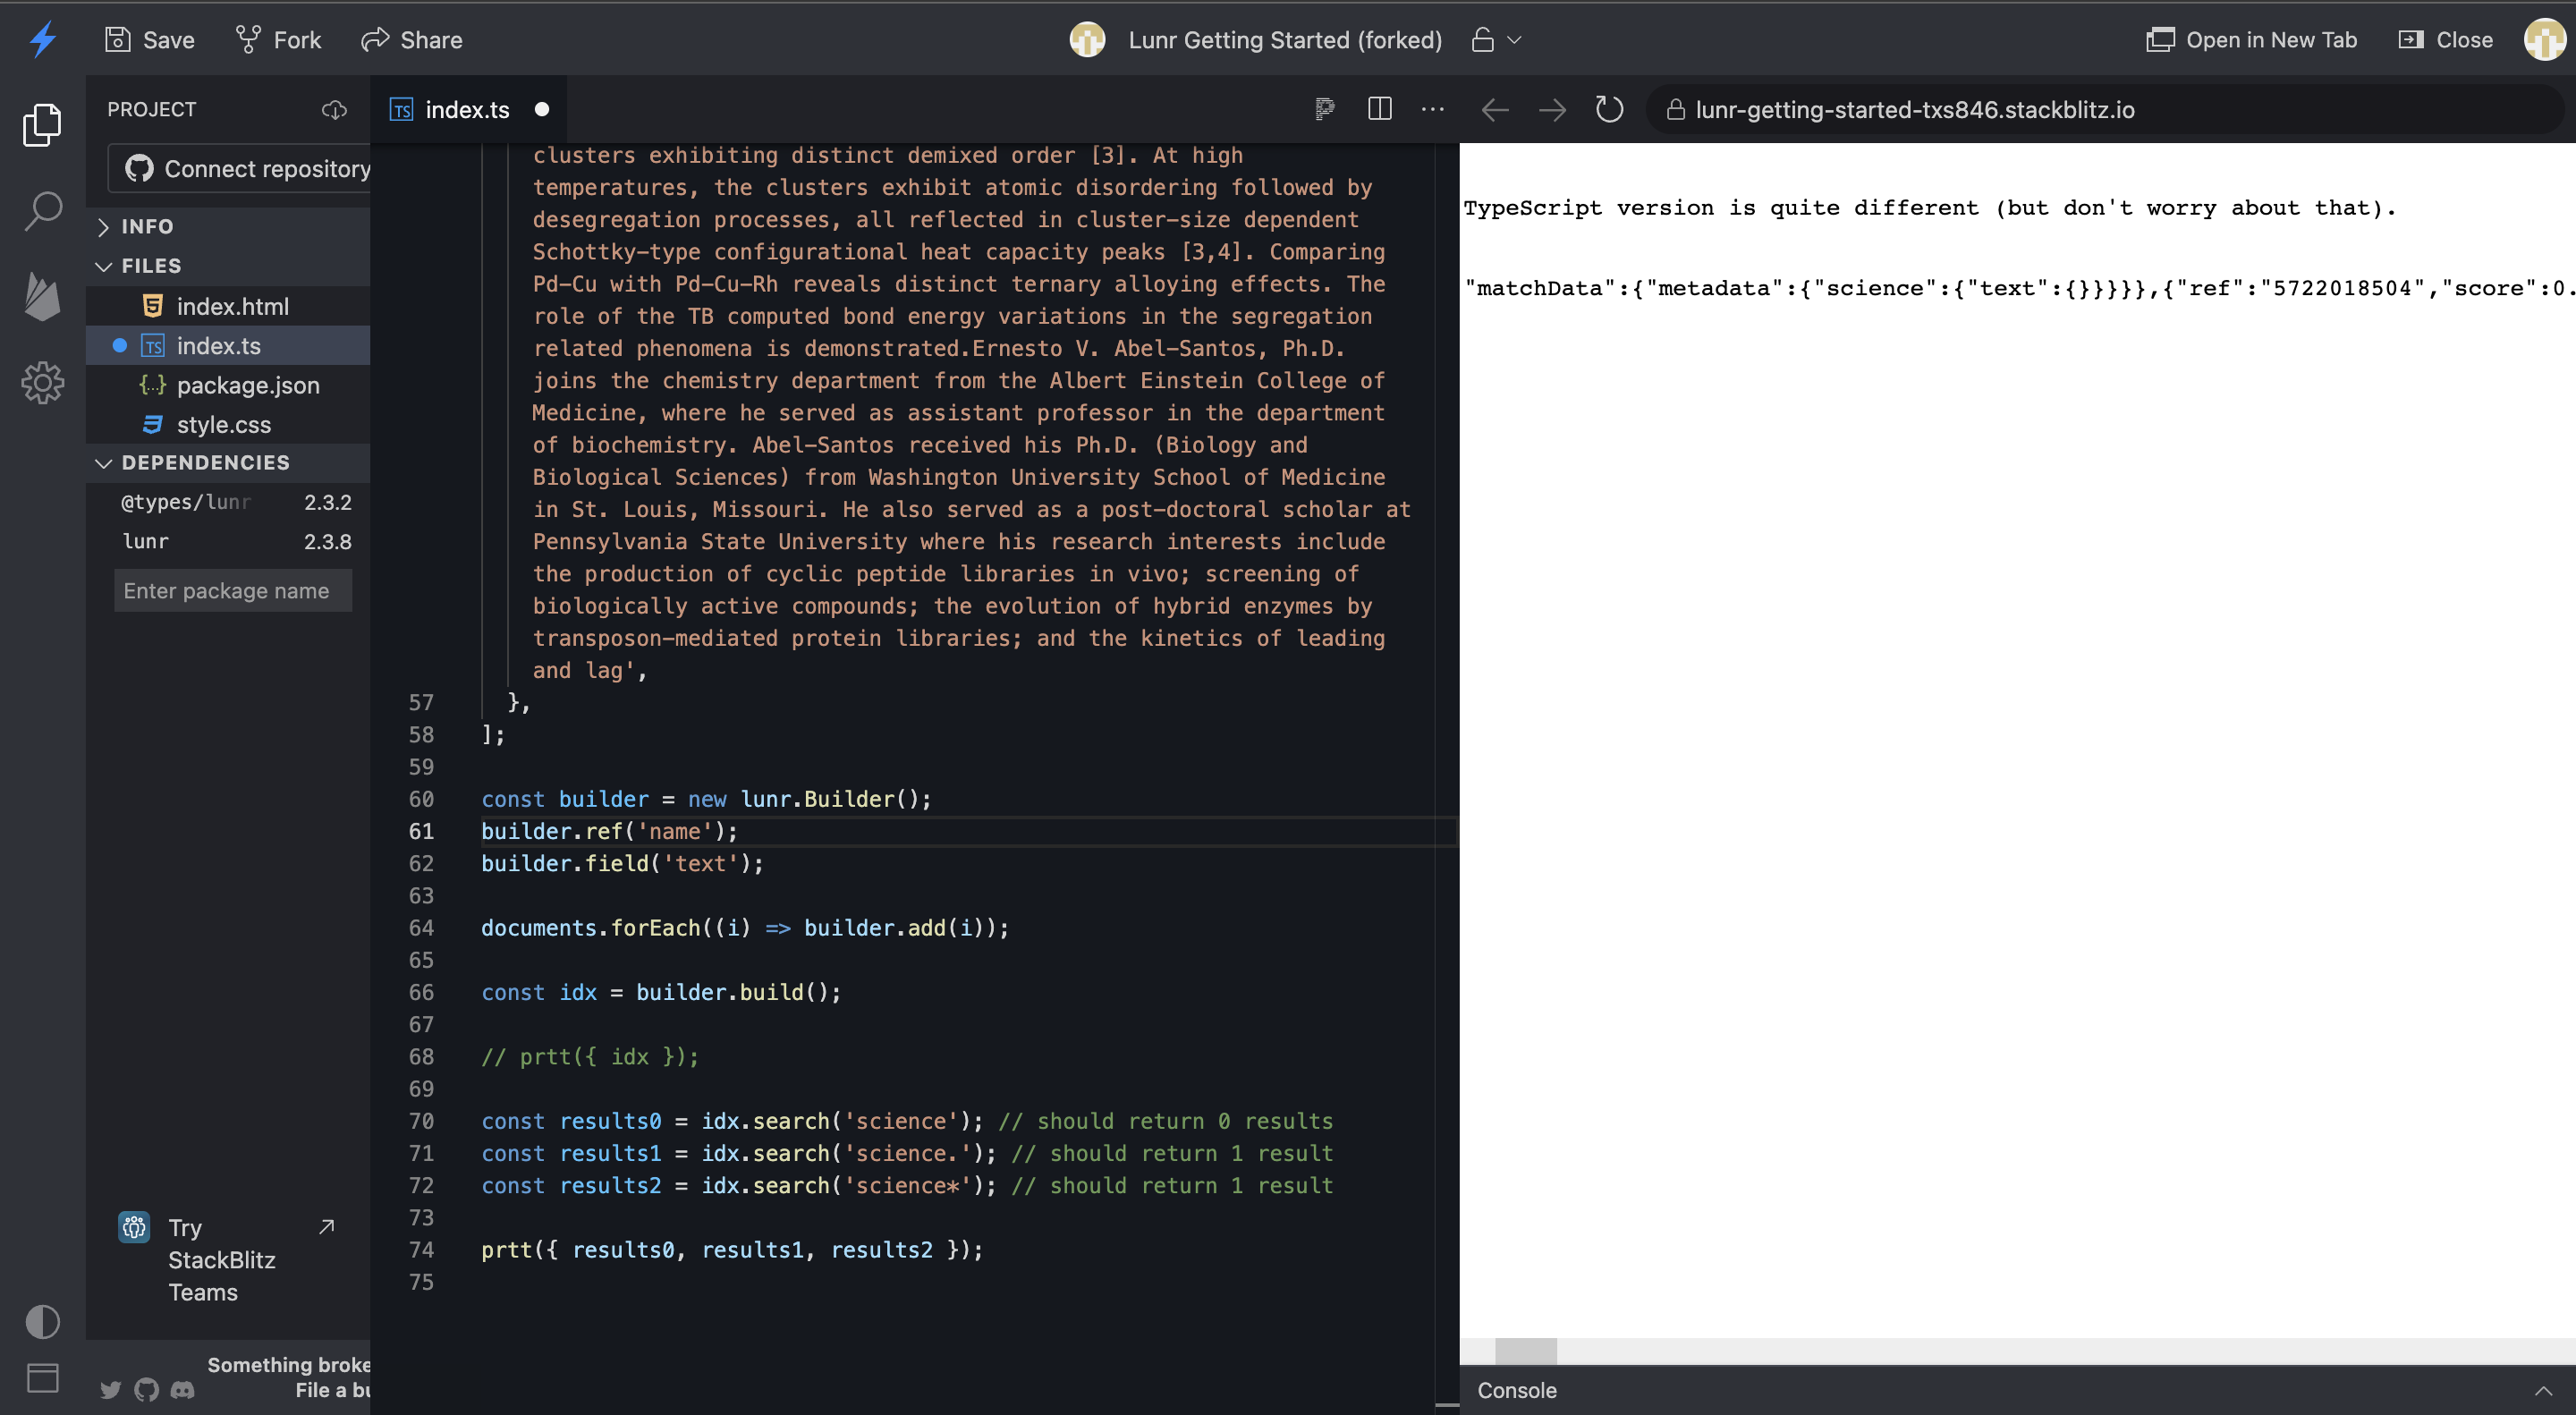 Save
Fork
Share
Lunr Getting Started (forked)
Open in New Tab
Close
PROJECT
Connect repository
INFO
FILES
index.html
TS index.ts
{..} package.json
style.css
DEPENDENCIES
@types/lunr 2.3.2
lunr 2.3.8
Enter package name
Try
StackBlitz
Teams
Something broke
File a bu
TS index.ts
clusters exhibiting distinct demixed order [3]. At high
temperatures, the clusters exhibit atomic disordering followed by
desegregation processes, all reflected in cluster-size dependent
Schottky-type configurational heat capacity peaks [3,4]. Comparing
Pd-Cu with Pd-Cu-Rh reveals distinct ternary alloying effects. The
role of the TB computed bond energy variations in the segregation
related phenomena is demonstrated.Ernesto V. Abel-Santos, Ph.D.
joins the chemistry department from the Albert Einstein College of
Medicine, where he served as assistant professor in the department
of biochemistry. Abel-Santos received his Ph.D. (Biology and
Biological Sciences) from Washington University School of Medicine
in St. Louis, Missouri. He also served as a post-doctoral scholar at
Pennsylvania State University where his research interests include
the production of cyclic peptide libraries in vivo; screening of
biologically active compounds; the evolution of hybrid enzymes by
transposon-mediated protein libraries; and the kinetics of leading
and lag',
57 },
58 ];
59
60 const builder = new lunr.Builder();
61 builder.ref('name');
62 builder.field('text');
63
64 documents.forEach((i) => builder.add(i));
65
66 const idx = builder.build();
67
68 // prtt({ idx });
69
70 const results0 = idx.search('science'); // should return 0 results
71 const results1 = idx.search('science.'); // should return 1 result
72 const results2 = idx.search('science*'); // should return 1 result
73
74 prtt({ results0, results1, results2 });
75
lunr-getting-started-txs846.stackblitz.io
TypeScript version is quite different (but don't worry about that).
"matchData":{"metadata":{"science":{"text":{}}}}},{"ref":"5722018504","score":0.
Console